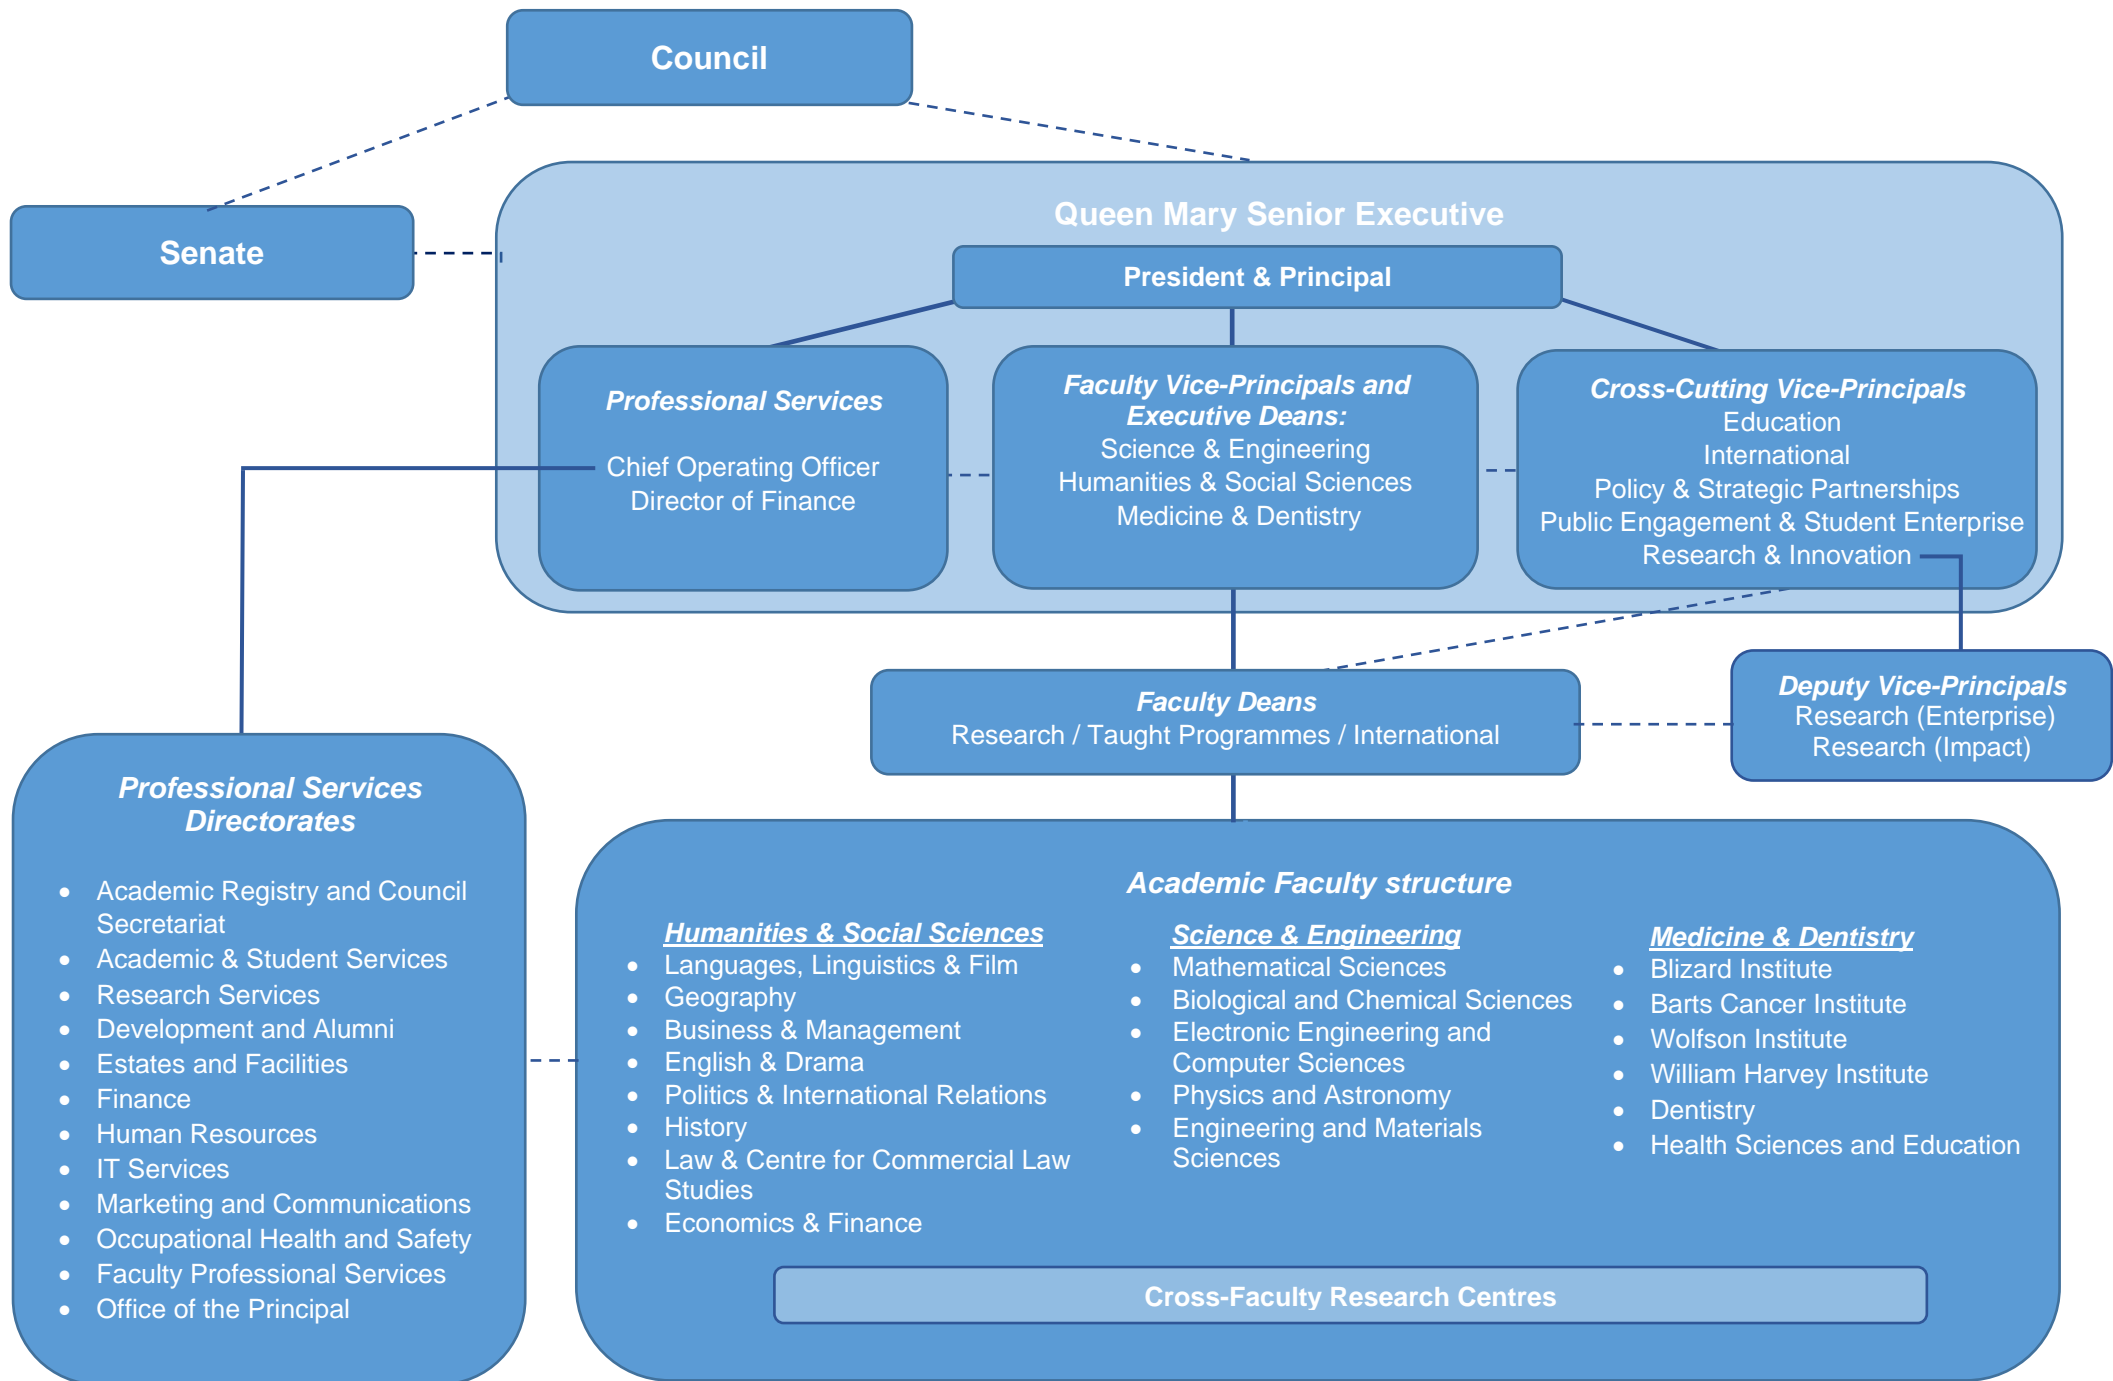 Council
Senate
Queen Mary Senior Executive
President & Principal
Professional Services
Chief Operating Officer
Director of Finance
Faculty Vice-Principals and
Executive Deans:
Science & Engineering
Humanities & Social Sciences
Medicine & Dentistry
Cross-Cutting Vice-Principals
Education
International
Policy & Strategic Partnerships
Public Engagement & Student Enterprise
Research & Innovation
Faculty Deans
Research / Taught Programmes / International
Deputy Vice-Principals
Research (Enterprise)
Research (Impact)
Professional Services
Directorates
• Academic Registry and Council
Secretariat
• Academic & Student Services
• Research Services
• Development and Alumni
• Estates and Facilities
• Finance
• Human Resources
• IT Services
• Marketing and Communications
• Occupational Health and Safety
• Faculty Professional Services
• Office of the Principal
Academic Faculty structure
Humanities & Social Sciences
• Languages, Linguistics & Film
• Geography
• Business & Management
• English & Drama
• Politics & International Relations
• History
• Law & Centre for Commercial Law
Studies
• Economics & Finance
Science & Engineering
• Mathematical Sciences
• Biological and Chemical Sciences
• Electronic Engineering and
Computer Sciences
• Physics and Astronomy
• Engineering and Materials
Sciences
Medicine & Dentistry
• Blizard Institute
• Barts Cancer Institute
• Wolfson Institute
• William Harvey Institute
• Dentistry
• Health Sciences and Education
Cross-Faculty Research Centres